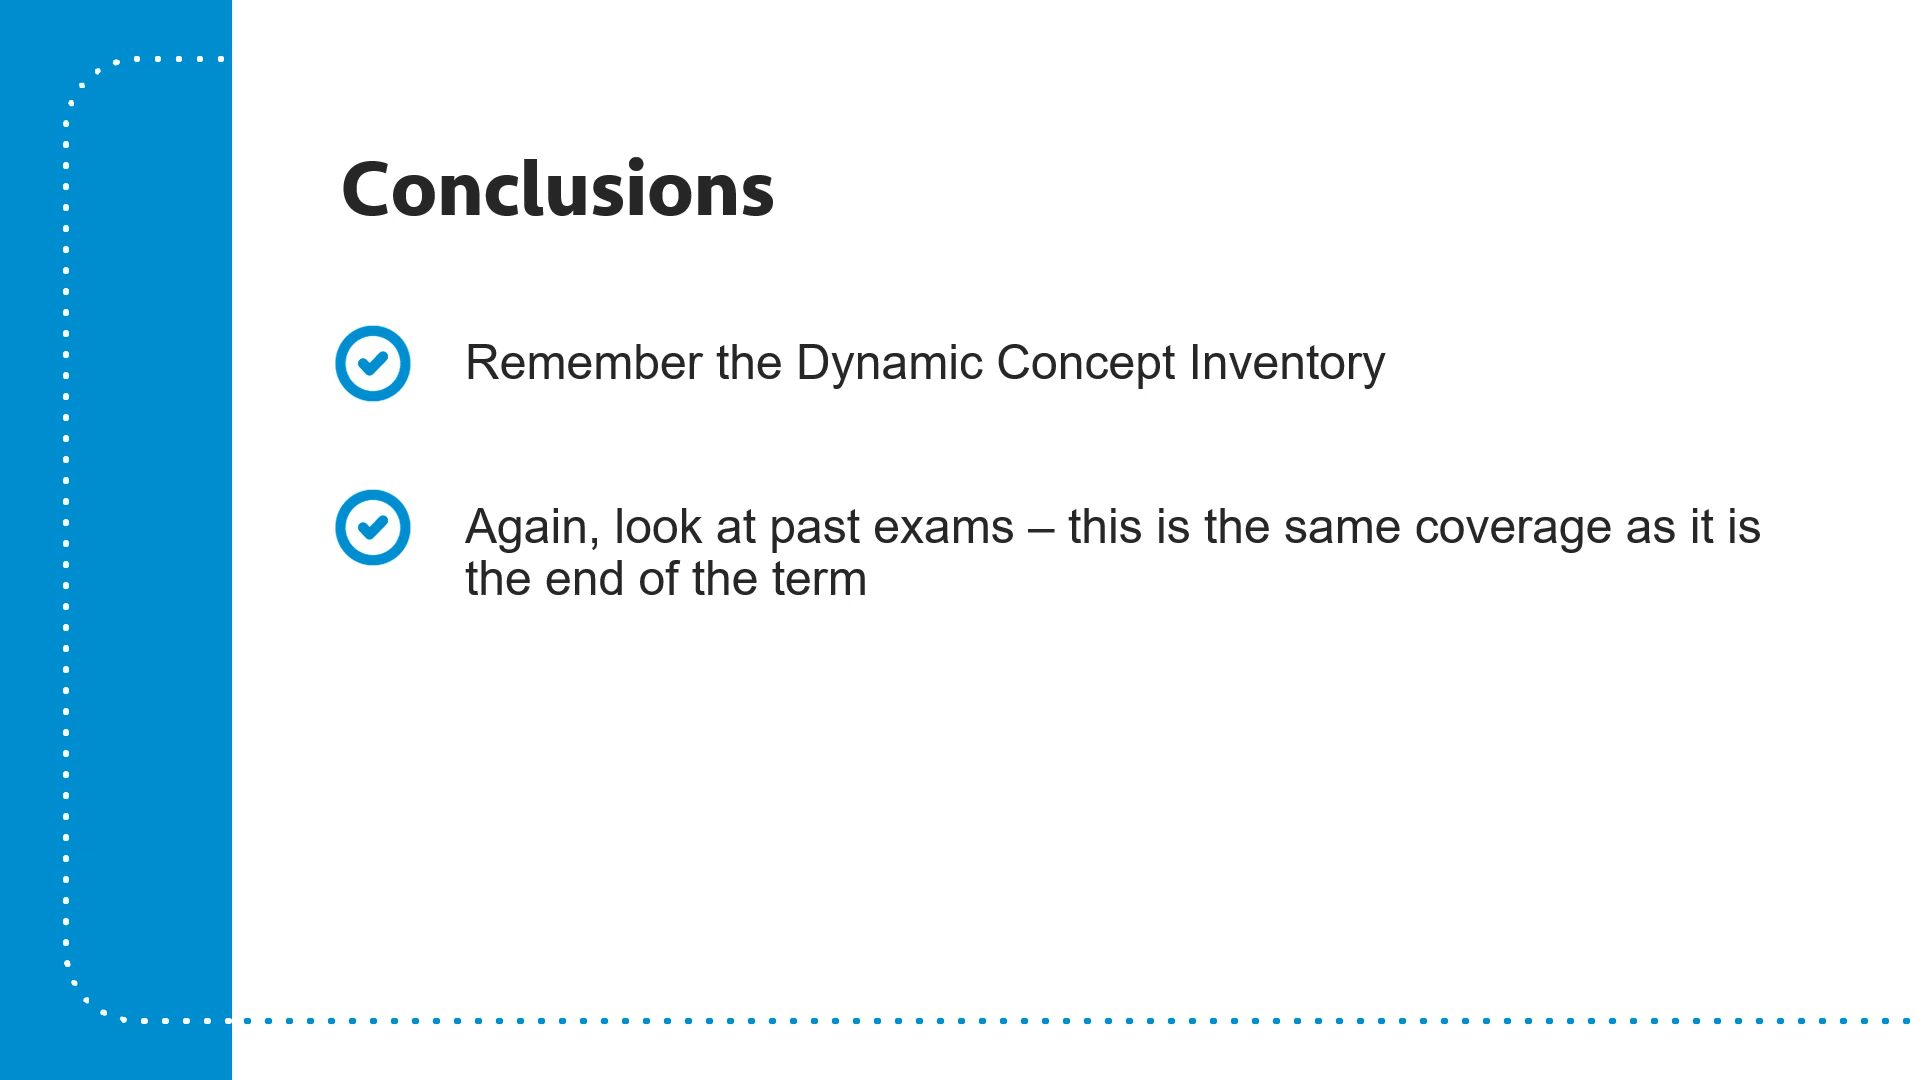 Conclusions
Remember the Dynamic Concept Inventory
Again, look at past exams – this is the same coverage as it is
the end of the term